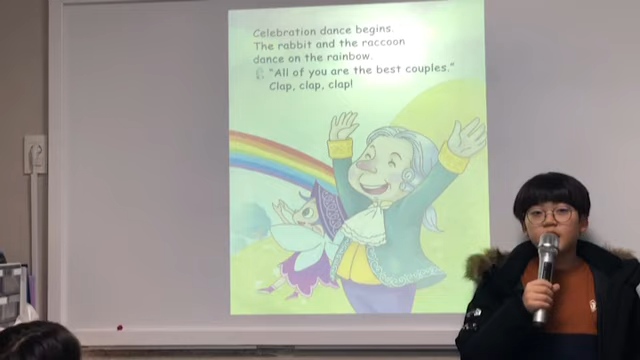 Celebration dance begins.
The rabbit and the raccoon
dance on the rainbow.
"All of you are the best couples."
Clap, clap, clap!